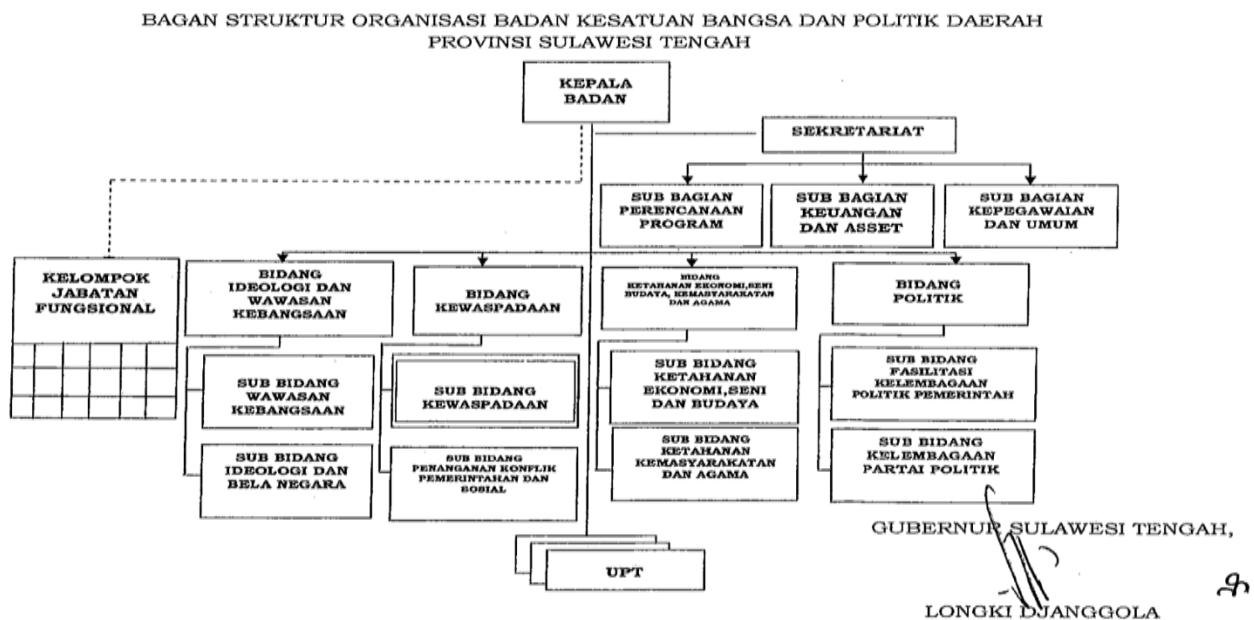 BAGAN STRUKTUR ORGANISASI BADAN KESATUAN BANGSA DAN POLITIK DAERAH
PROVINSI SULAWESI TENGAH
KEPALA
BADAN
SEKRETARIAT
SUB BAGIAN
PERENCANAAN
PROGRAM
SUB BAGIAN
KEUANGAN
DAN ASSET
SUB BAGIAN
KEPEGAWAIAN
DAN UMUM
KELOMPOK
JABATAN
FUNGSIONAL
BIDANG
IDEOLOGI DAN
WAWASAN
KEBANGSAAN
BIDANG
KEWASPADAAN
BIDANG
KETAHANAN EKONOMI,SENI
BUDAYA, KEMASYARAKATAN
DAN AGAMA
BIDANG
POLITIK
SUB BIDANG
WAWASAN
KEBANGSAAN
SUB BIDANG
KEWASPADAAN
SUB BIDANG
KETAHANAN
EKONOMI,SENI
DAN BUDAYA
SUB BIDANG
FASILITASI
KELEMBAGAAN
POLITIK PEMERINTAH
SUB BIDANG
IDEOLOGI DAN
BELA NEGARA
SUB BIDANG
PENANGANAN KONFLIK
PEMERINTAHAN DAN
SOSIAL
SUB BIDANG
KETAHANAN
KEMASYARAKATAN
DAN AGAMA
SUB BIDANG
KELEMBAGAAN
PARTAI POLITIK
UPT
GUBERNUR SULAWESI TENGAH,
LONGKI DJANGGOLA